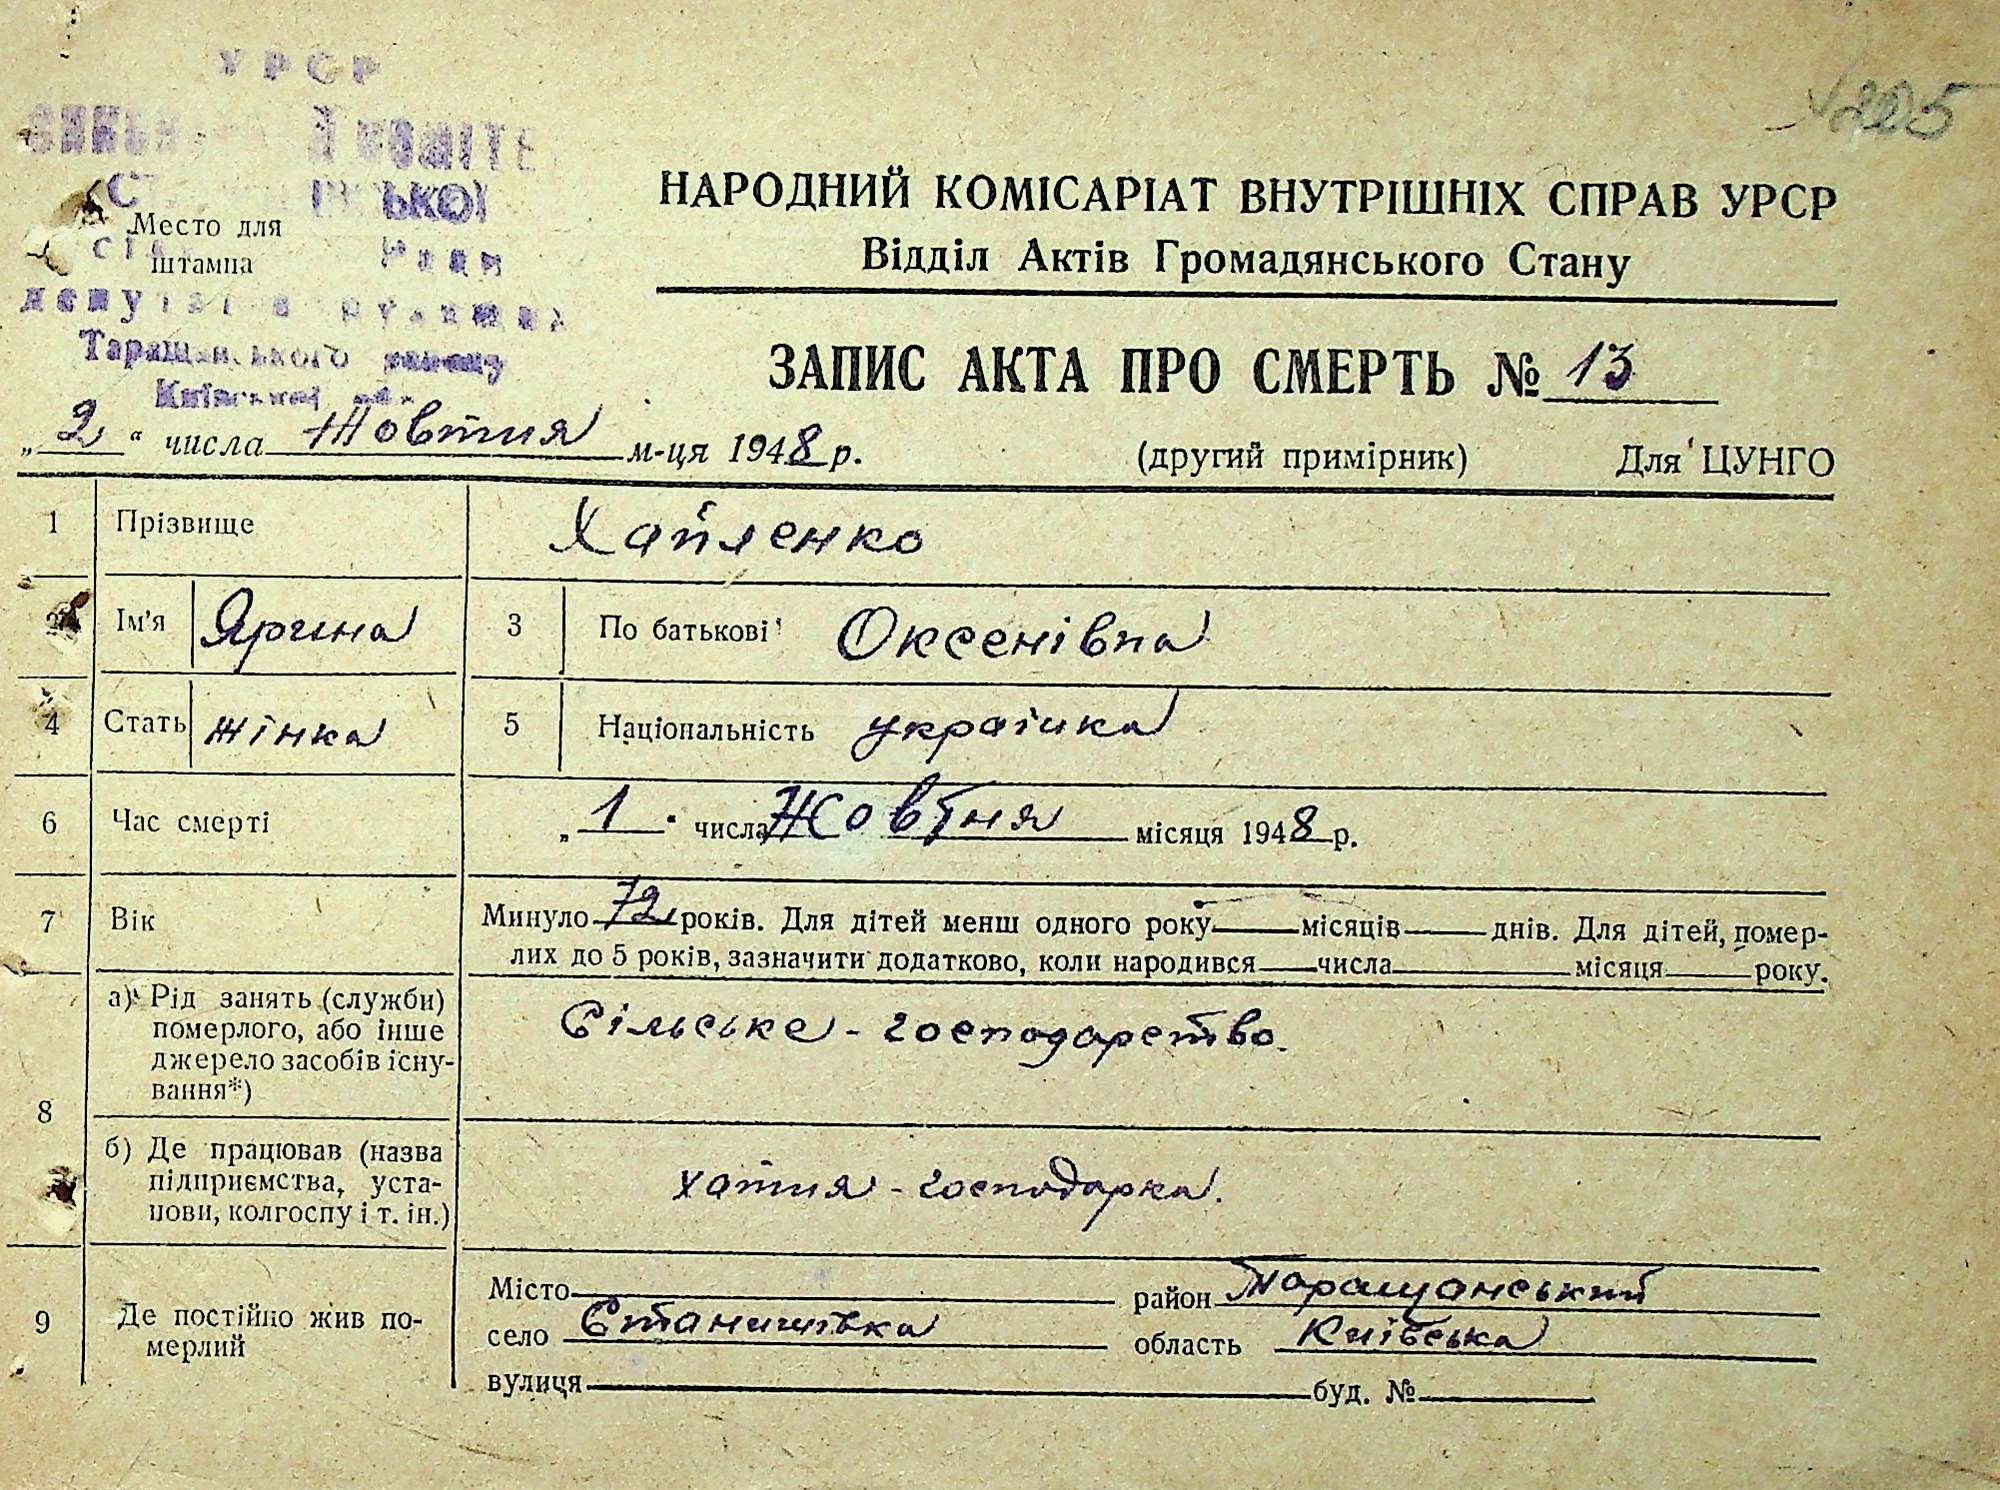 УРСР
205
Место для
штампа
Таращанського району
Київської обл.
НАРОДНИЙ КОМІСАРІАТ ВНУТРІШНІХ СПРАВ УРСР
Відділ Актів Громадянського Стану
ЗАПИС АКТА ПРО СМЕРТЬ № 13
„2“ числа Жовтня м-ця 1948 р. (другий примірник) Для ЦУНГО
1 Прізвище Хапленко
2 Ім'я Ярина 3 По батькові Оксенівна
4 Стать жінка 5 Національність украінка
6 Час смерті „1“ числа Жовтня місяця 1948 р.
7 Вік Минуло 72 років. Для дітей менш одного року — місяців — днів. Для дітей, помер-
лих до 5 років, зазначити додатково, коли народився — числа — місяця — року.
8 а) Рід занять (служби)
померлого, або інше
джерело засобів існу-
вання*)
Сільське - господарство.
б) Де працював (назва
підприємства, уста-
нови, колгоспу і т. ін.)
хатня - господарка.
9 Де постійно жив по-
мерлий
Місто — район Таращанський
село Станишівка область Київська
вулиця — буд. № —